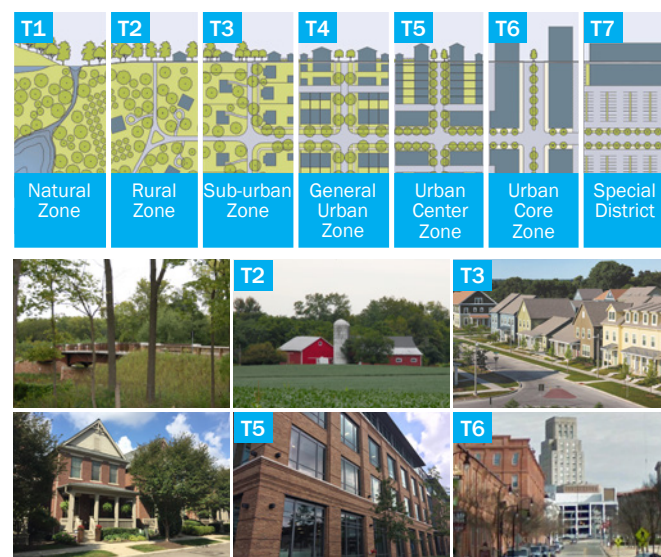 T1
T2
T3
T4
T5
T6
T7
Natural
Zone
Rural
Zone
Sub-urban
Zone
General
Urban
Zone
Urban
Center
Zone
Urban
Core
Zone
Special
District
T2
T3
T5
T6